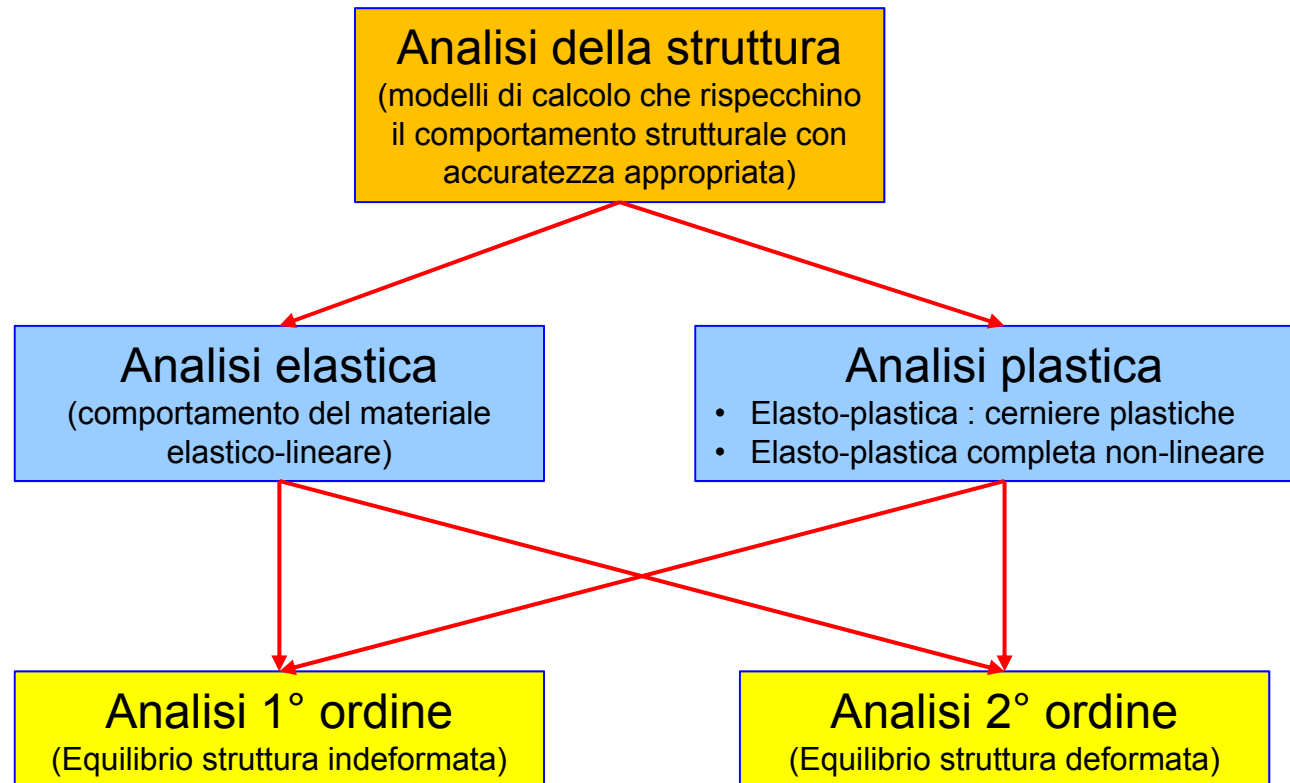 Analisi della struttura
(modelli di calcolo che rispecchino
il comportamento strutturale con
accuratezza appropriata)
Analisi elastica
(comportamento del materiale
elastico-lineare)
Analisi plastica
• Elasto-plastica : cerniere plastiche
• Elasto-plastica completa non-lineare
Analisi 1° ordine
(Equilibrio struttura indeformata)
Analisi 2° ordine
(Equilibrio struttura deformata)